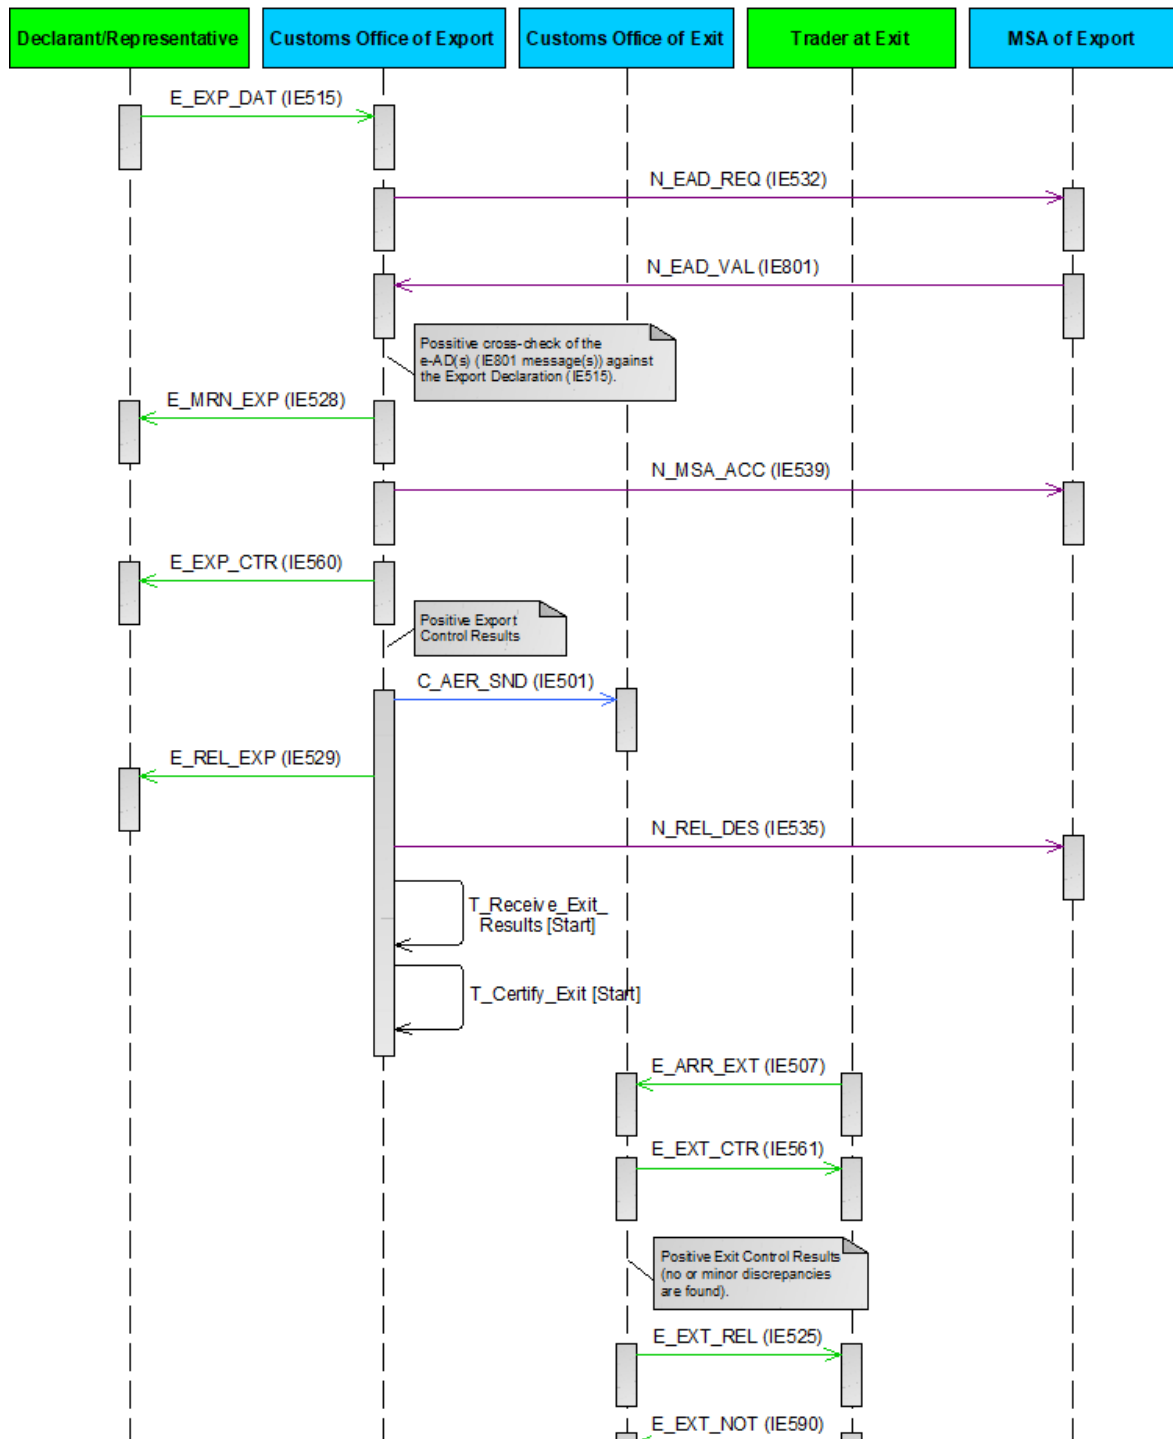 Declarant/Representative
Customs Office of Export
Customs Office of Exit
Trader at Exit
MSA of Export
E_EXP_DAT (IE515)
N_EAD_REQ (IE532)
N_EAD_VAL (IE801)
Possitive cross-check of the
e-AD(s) (IE801 message(s)) against
the Export Declaration (IE515).
E_MRN_EXP (IE528)
N_MSA_ACC (IE539)
E_EXP_CTR (IE560)
Positive Export
Control Results
C_AER_SND (IE501)
E_REL_EXP (IE529)
N_REL_DES (IE535)
T_Receive_Exit_
Results [Start]
T_Certify_Exit [Start]
E_ARR_EXT (IE507)
E_EXT_CTR (IE561)
Positive Exit Control Results
(no or minor discrepancies
are found).
E_EXT_REL (IE525)
E_EXT_NOT (IE590)